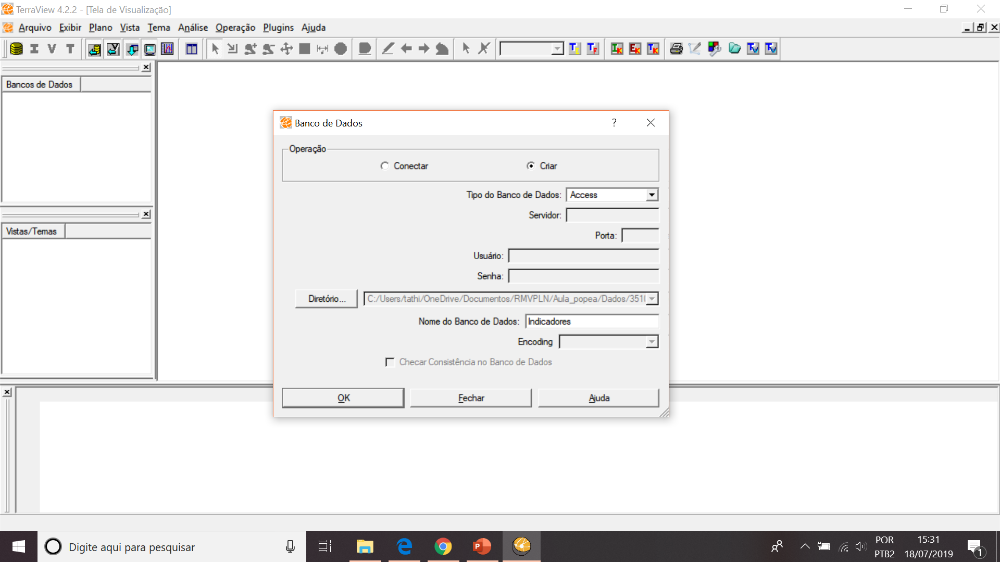 TerraView 4.2.2 - [Tela de Visualização]
Arquivo Exibir Plano Vista Tema Análise Operação Plugins Ajuda
Bancos de Dados
Vistas/Temas
Banco de Dados
Operação
Conectar Criar
Tipo do Banco de Dados: Access
Servidor:
Porta:
Usuário:
Senha:
Diretório... C:/Users/tathi/OneDrive/Documentos/RMVPLN/Aula_popea/Dados/351
Nome do Banco de Dados: Indicadores
Encoding
Checar Consistência no Banco de Dados
OK Fechar Ajuda
Digite aqui para pesquisar
POR 15:31
PTB2 18/07/2019
1